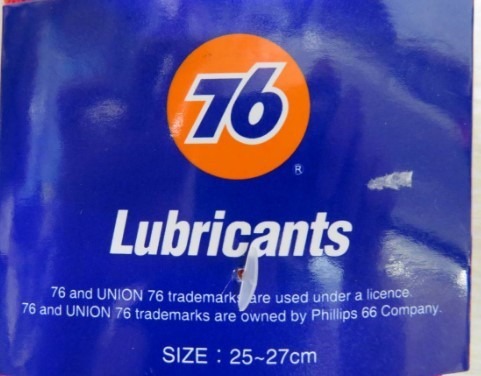 76
®
Lubricants
76 and UNION 76 trademarks are used under a licence.
76 and UNION 76 trademarks are owned by Phillips 66 Company.
SIZE : 25~27cm